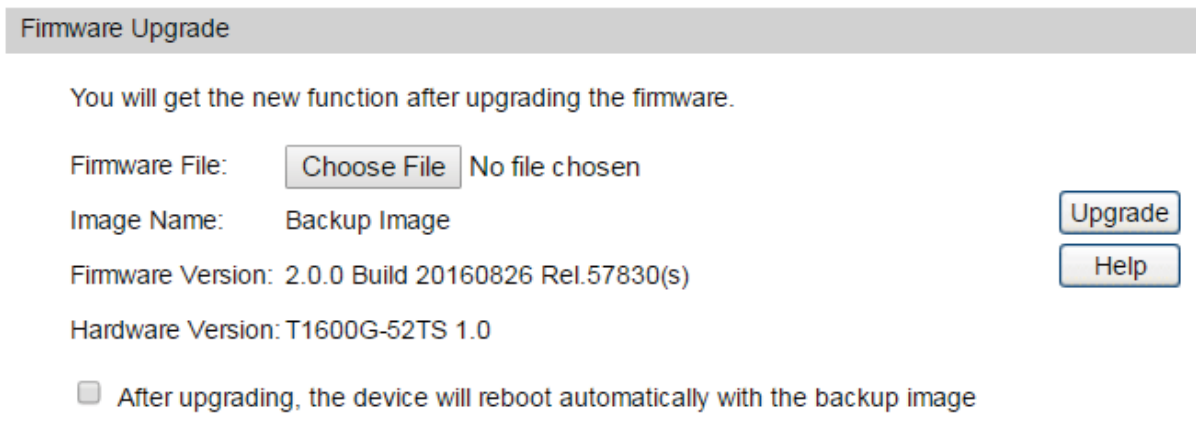 Firmware Upgrade
You will get the new function after upgrading the firmware.
Firmware File: Choose File No file chosen
Image Name: Backup Image
Upgrade
Firmware Version: 2.0.0 Build 20160826 Rel.57830(s)
Help
Hardware Version: T1600G-52TS 1.0
After upgrading, the device will reboot automatically with the backup image